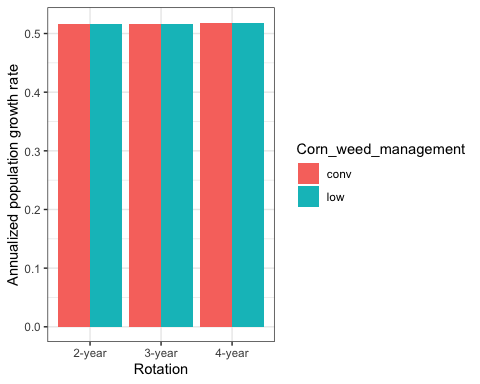 Annualized population growth rate
0.5
0.4
0.3
0.2
0.1
0.0
2-year 3-year 4-year
Rotation
Corn_weed_management
conv
low